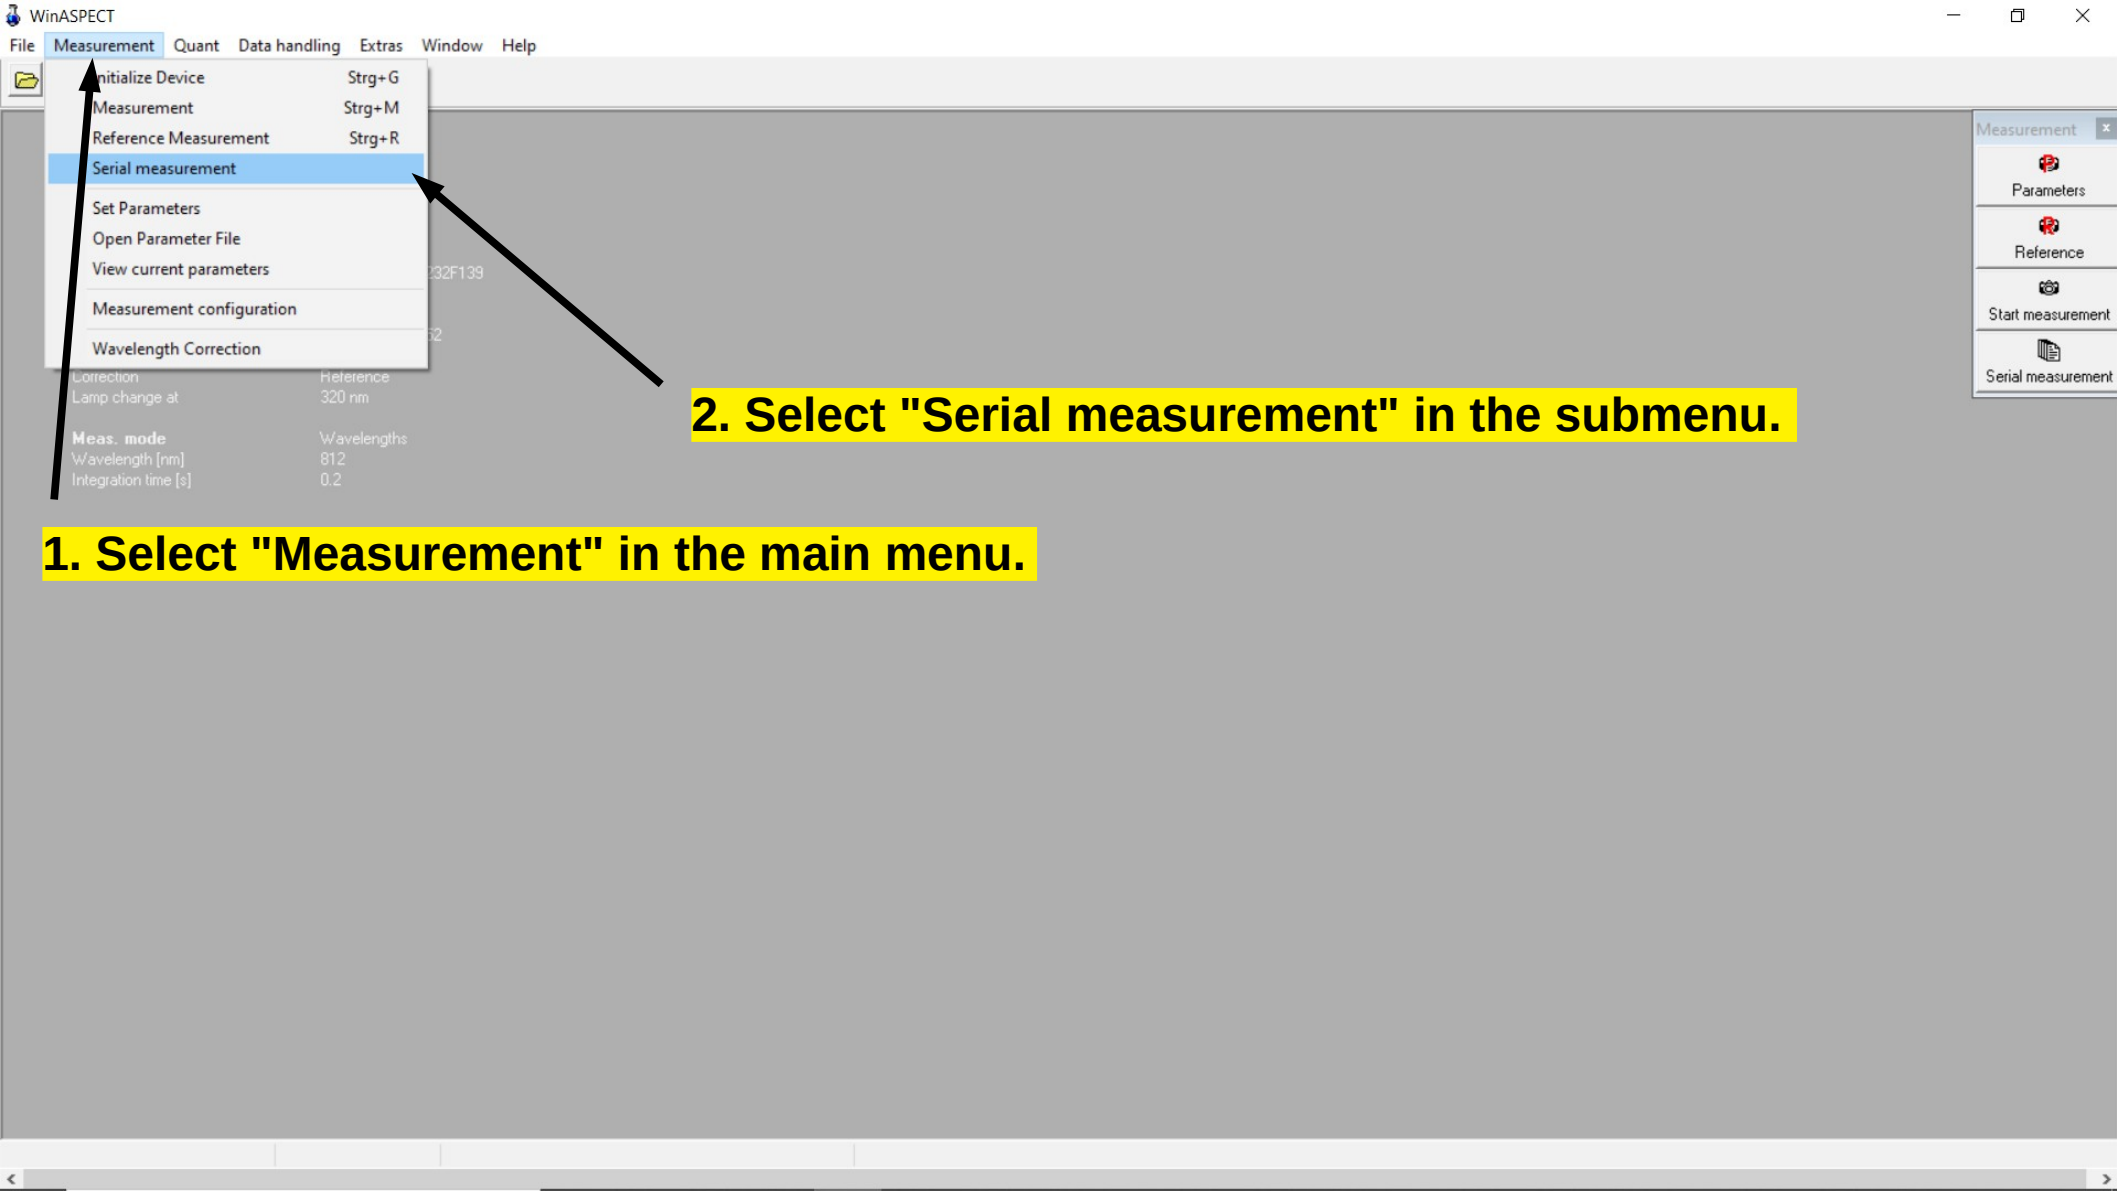 WinASPECT
File Measurement Quant Data handling Extras Window Help
Initialize Device Strg+G
Measurement Strg+M
Reference Measurement Strg+R
Serial measurement
Set Parameters
Open Parameter File
View current parameters
232F139
Measurement configuration
Wavelength Correction
Correction Reference
Lamp change at 320 nm
Meas. mode Wavelengths
Wavelength [nm] 812
Integration time [s] 0.2
2. Select "Serial measurement" in the submenu.
1. Select "Measurement" in the main menu.
Measurement
Parameters
Reference
Start measurement
Serial measurement